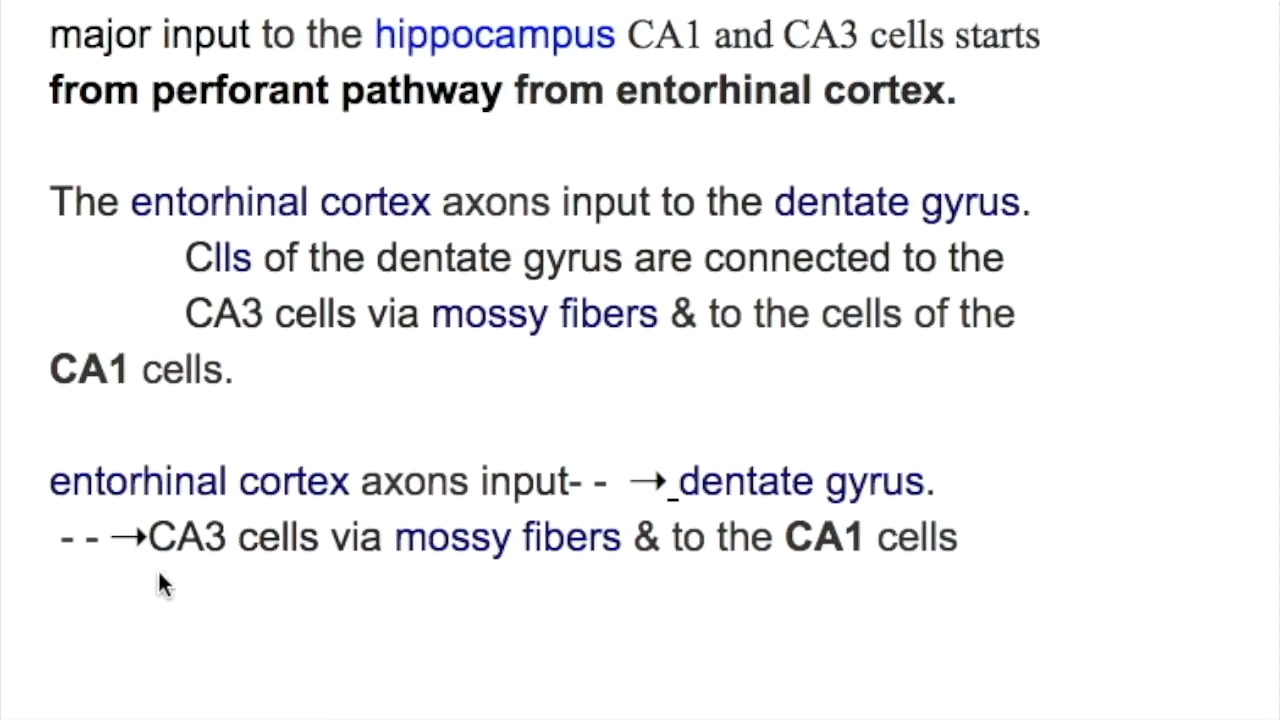 major input to the hippocampus CA1 and CA3 cells starts
from perforant pathway from entorhinal cortex.
The entorhinal cortex axons input to the dentate gyrus.
Clls of the dentate gyrus are connected to the
CA3 cells via mossy fibers & to the cells of the
CA1 cells.
entorhinal cortex axons input- - →_dentate gyrus.
- - →CA3 cells via mossy fibers & to the CA1 cells